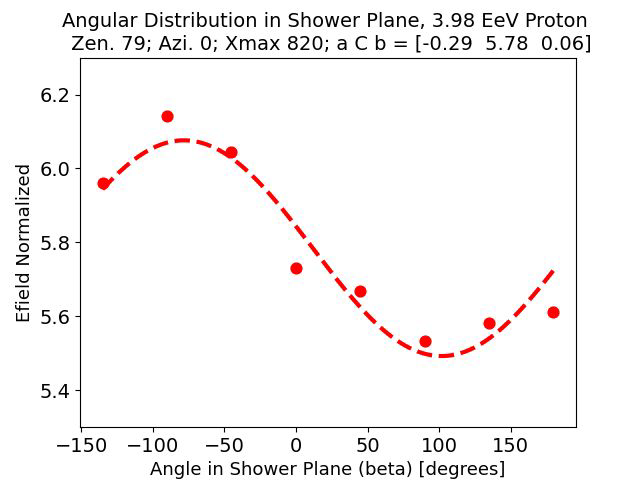 Angular Distribution in Shower Plane, 3.98 EeV Proton
Zen. 79; Azi. 0; Xmax 820; a C b = [-0.29  5.78  0.06]
Efield Normalized
6.2
6.0
5.8
5.6
5.4
−150 −100 −50 0 50 100 150
Angle in Shower Plane (beta) [degrees]